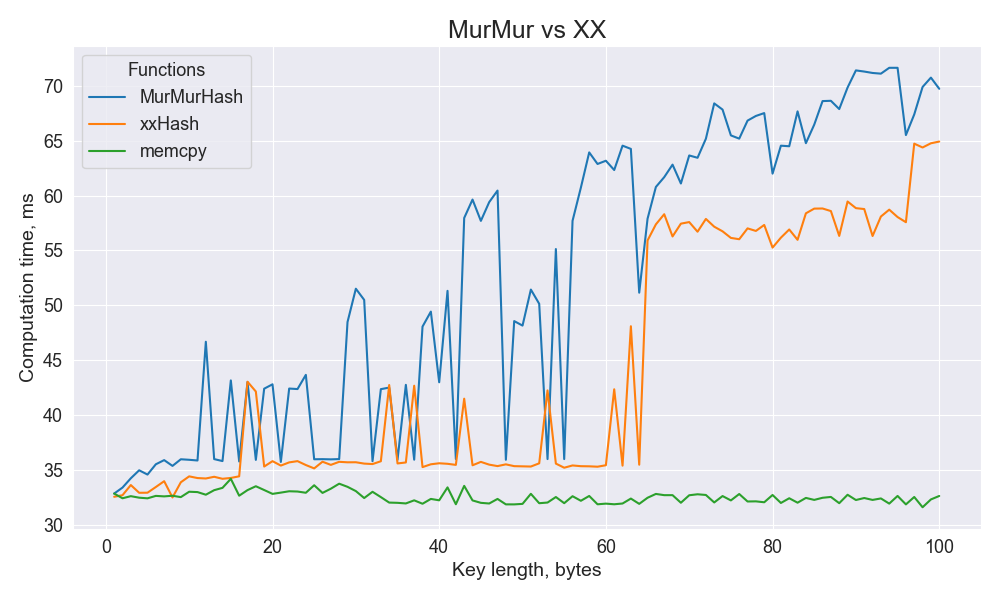 MurMur vs XX
Functions
MurMurHash
xxHash
memcpy
Computation time, ms
70
65
60
55
50
45
40
35
30
0 20 40 60 80 100
Key length, bytes